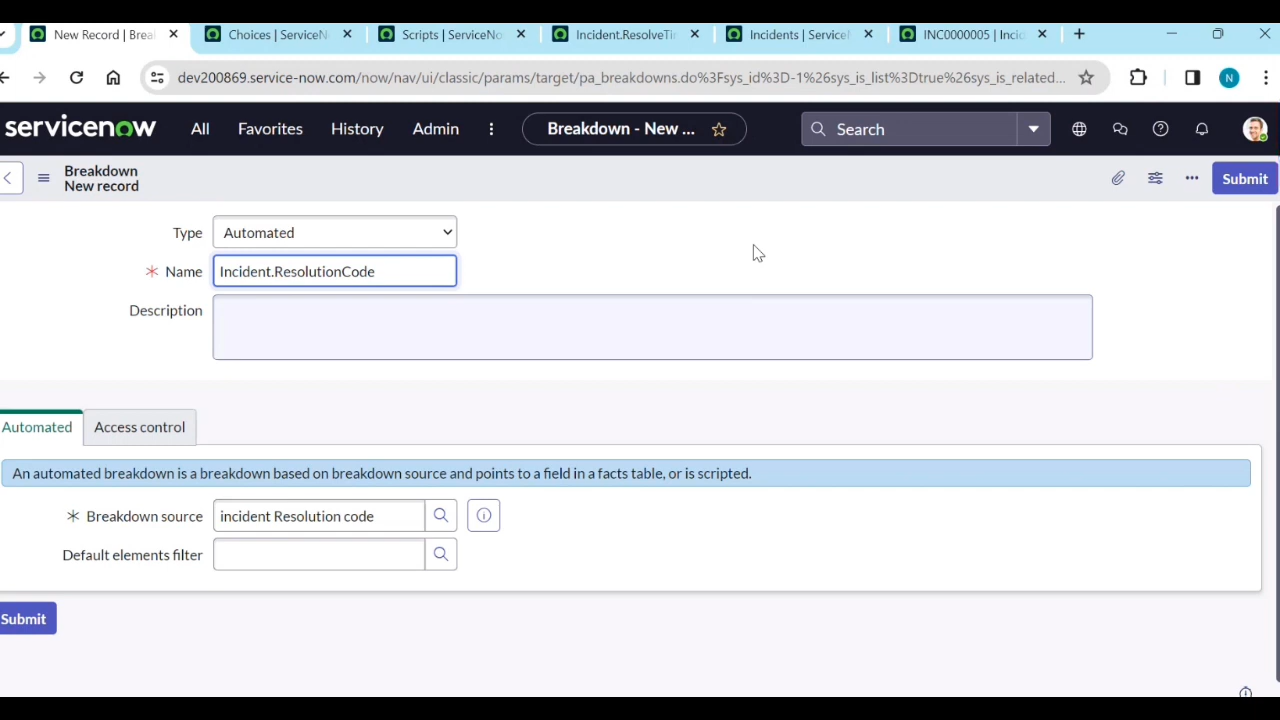 New Record | Brea
Choices | ServiceN
Scripts | ServiceNo
Incident.ResolveTi
Incidents | Service
INC0000005 | Incid
dev200869.service-now.com/now/nav/ui/classic/params/target/pa_breakdowns.do%3Fsys_id%3D-1%26sys_is_list%3Dtrue%26sys_is_related...
N
servicenow
All
Favorites
History
Admin
Breakdown - New ...
Search
Breakdown
New record
Submit
Type
Automated
* Name
Incident.ResolutionCode
Description
Automated
Access control
An automated breakdown is a breakdown based on breakdown source and points to a field in a facts table, or is scripted.
* Breakdown source
incident Resolution code
Default elements filter
Submit